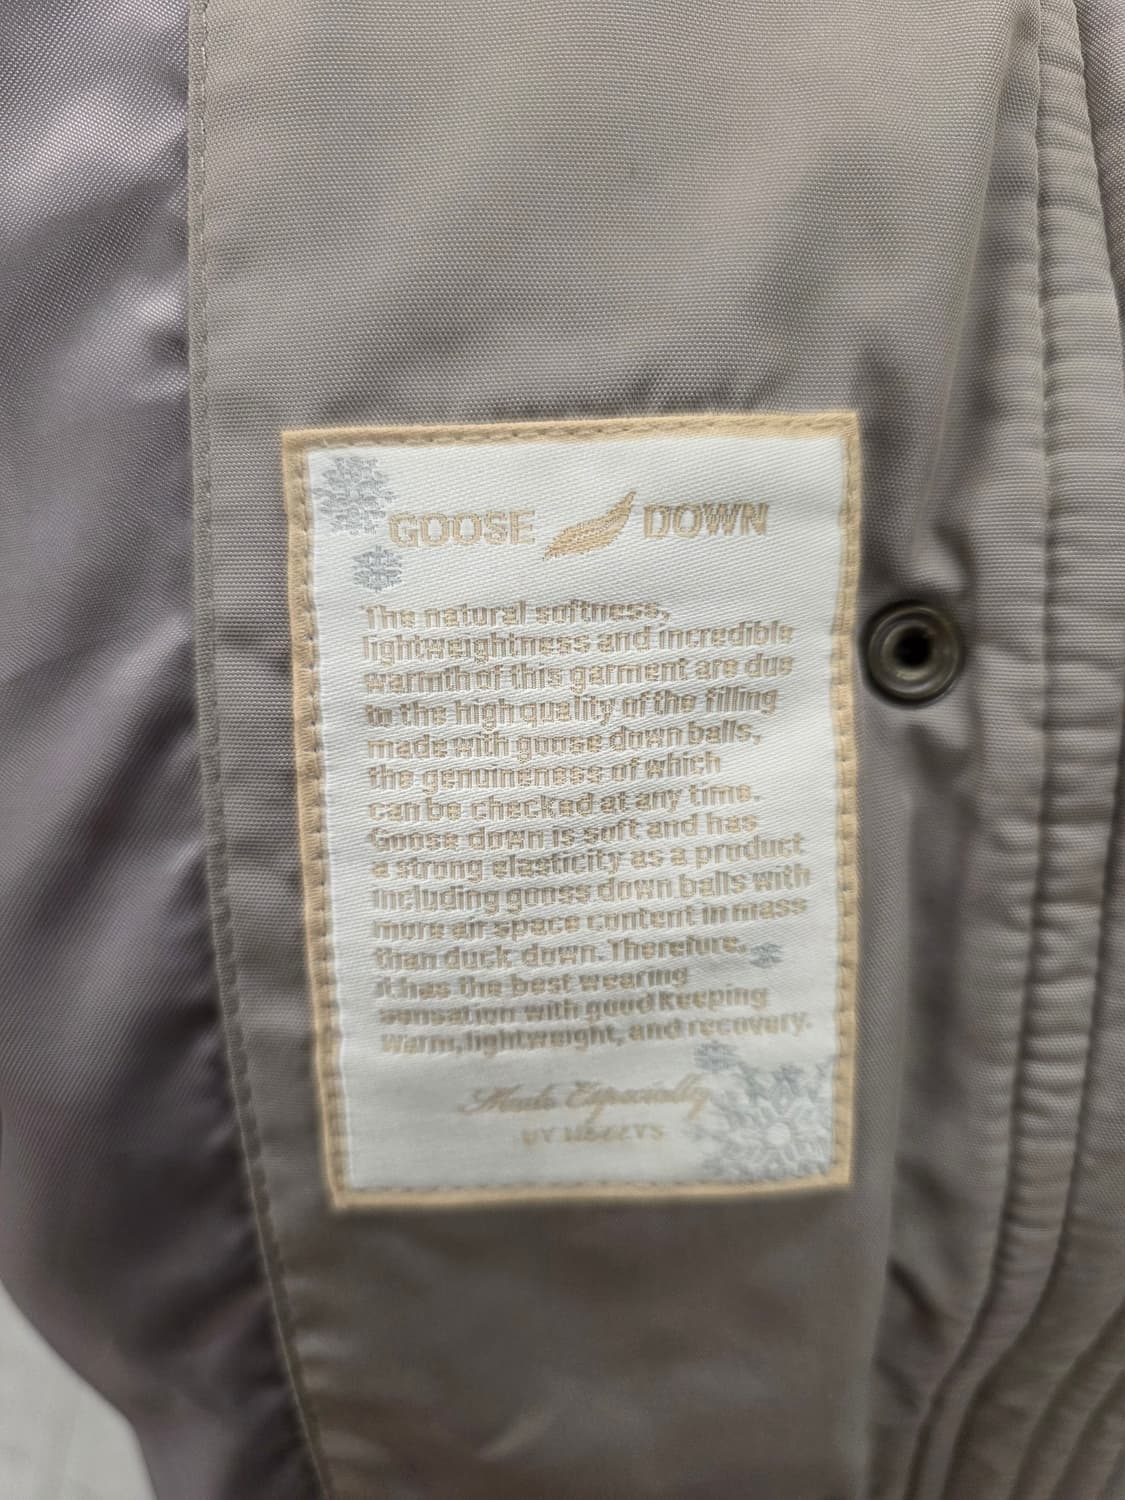 GOOSE DOWN
The natural softness,
lightweightness and incredible
warmth of this garment are due
to the high quality of the filling
made with goose down balls,
the genuineness of which
can be checked at any time.
Goose down is soft and has
a strong elasticity as a product
including goose down balls with
more air space content in mass
than duck down. Therefore,
it has the best wearing
sensation with good keeping
warm, lightweight, and recovery.
Made Especially
BY HAZZYS